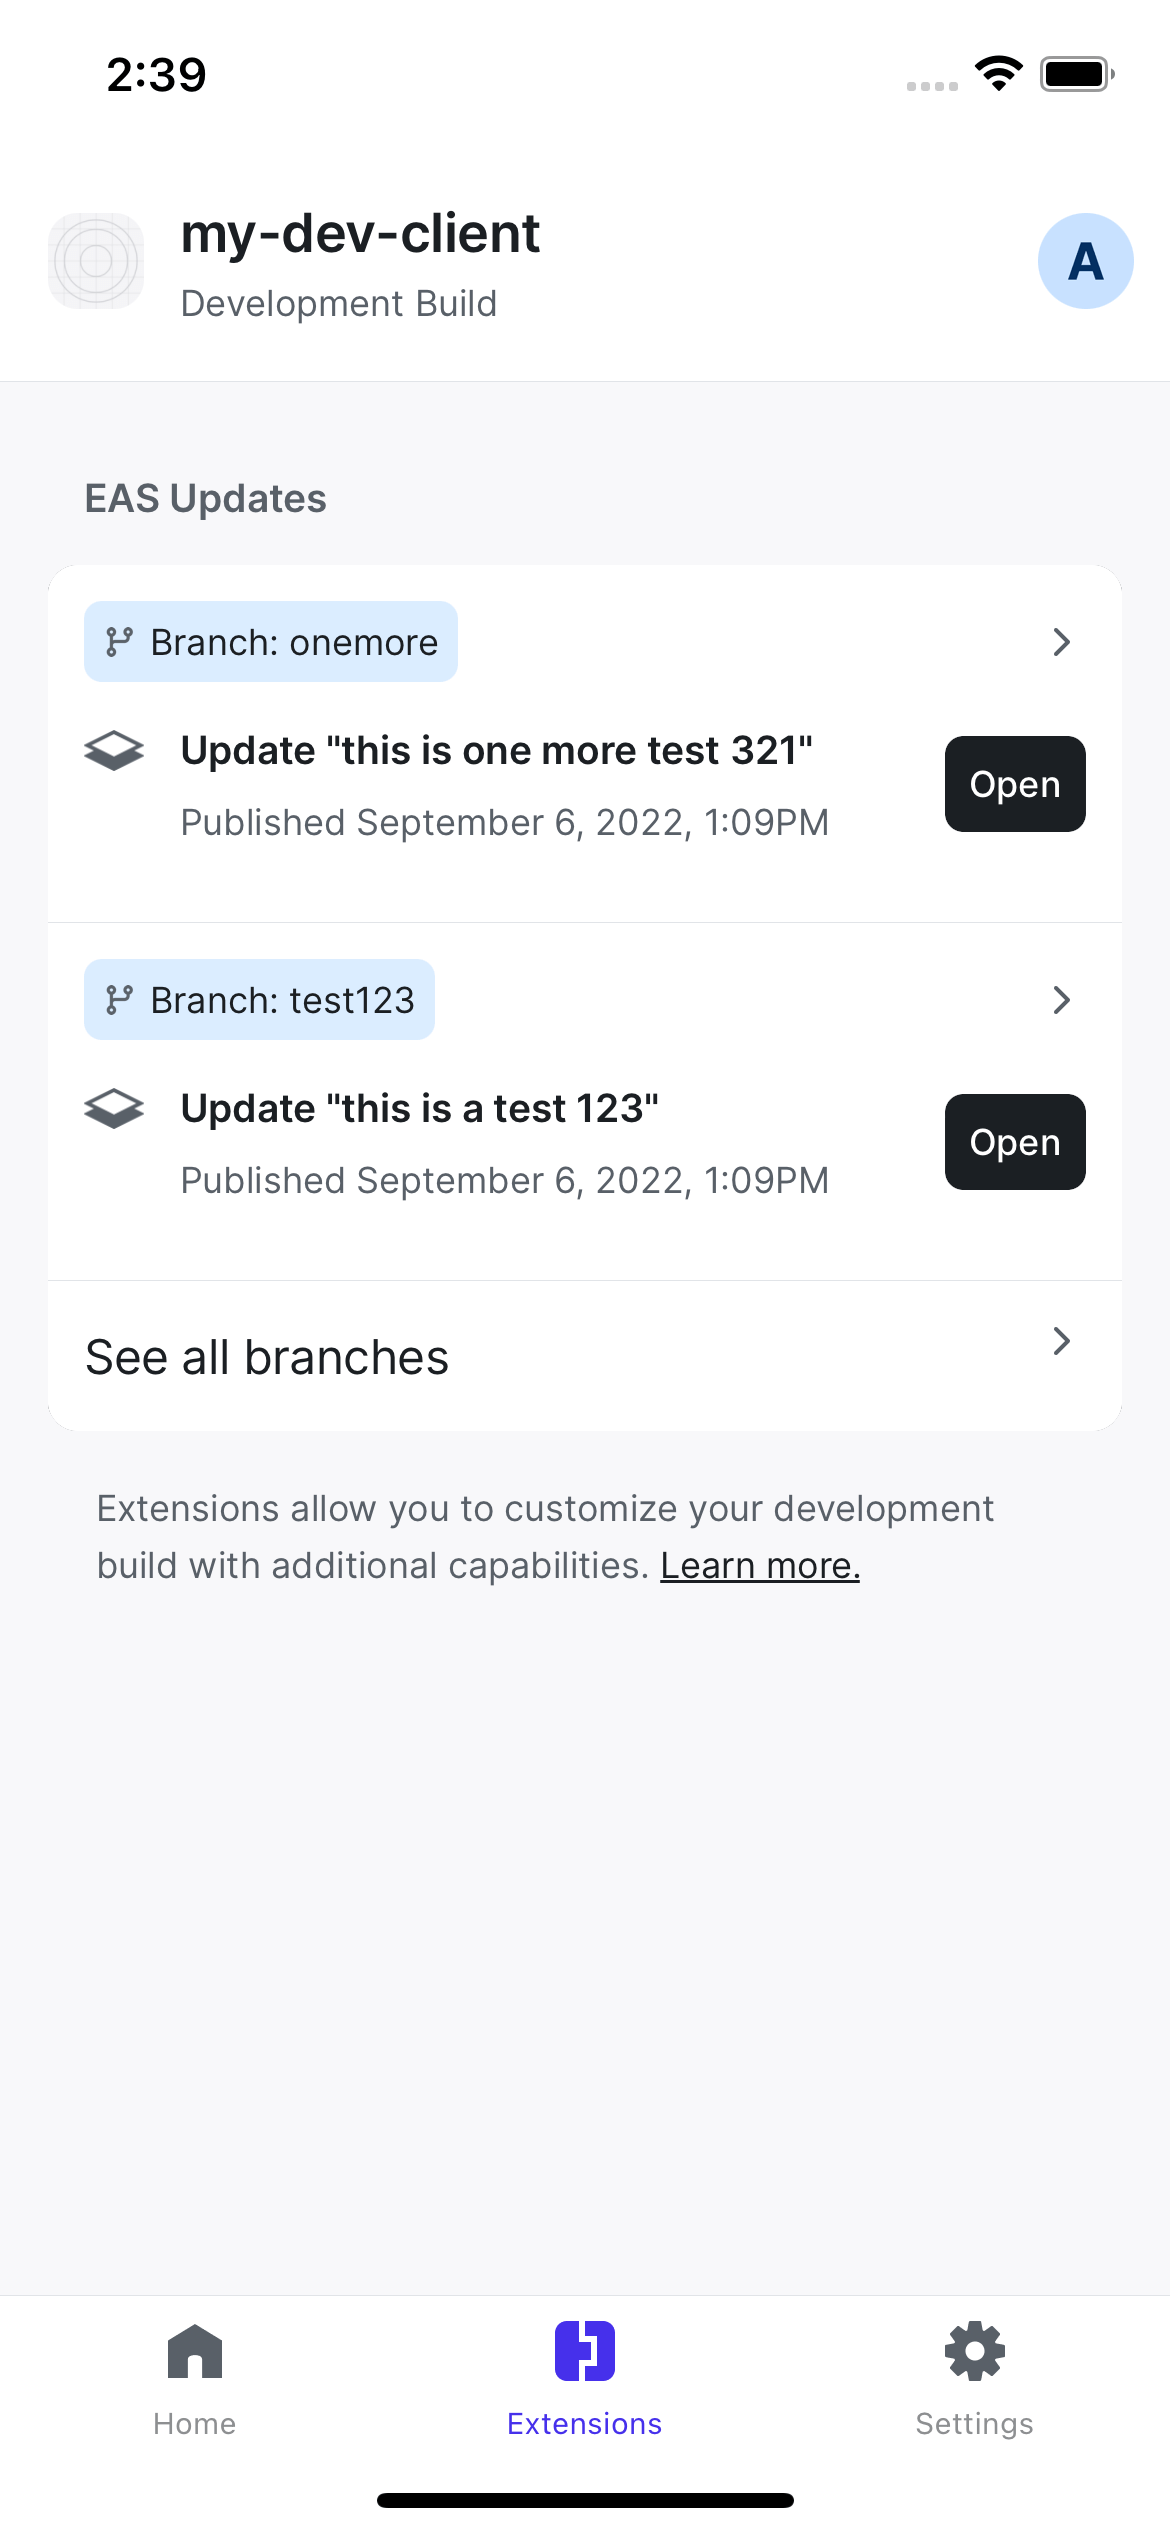 2:39
my-dev-client
Development Build
A
EAS Updates
Branch: onemore
Update "this is one more test 321"
Published September 6, 2022, 1:09PM
Open
Branch: test123
Update "this is a test 123"
Published September 6, 2022, 1:09PM
Open
See all branches
Extensions allow you to customize your development
build with additional capabilities. Learn more.
Home
Extensions
Settings